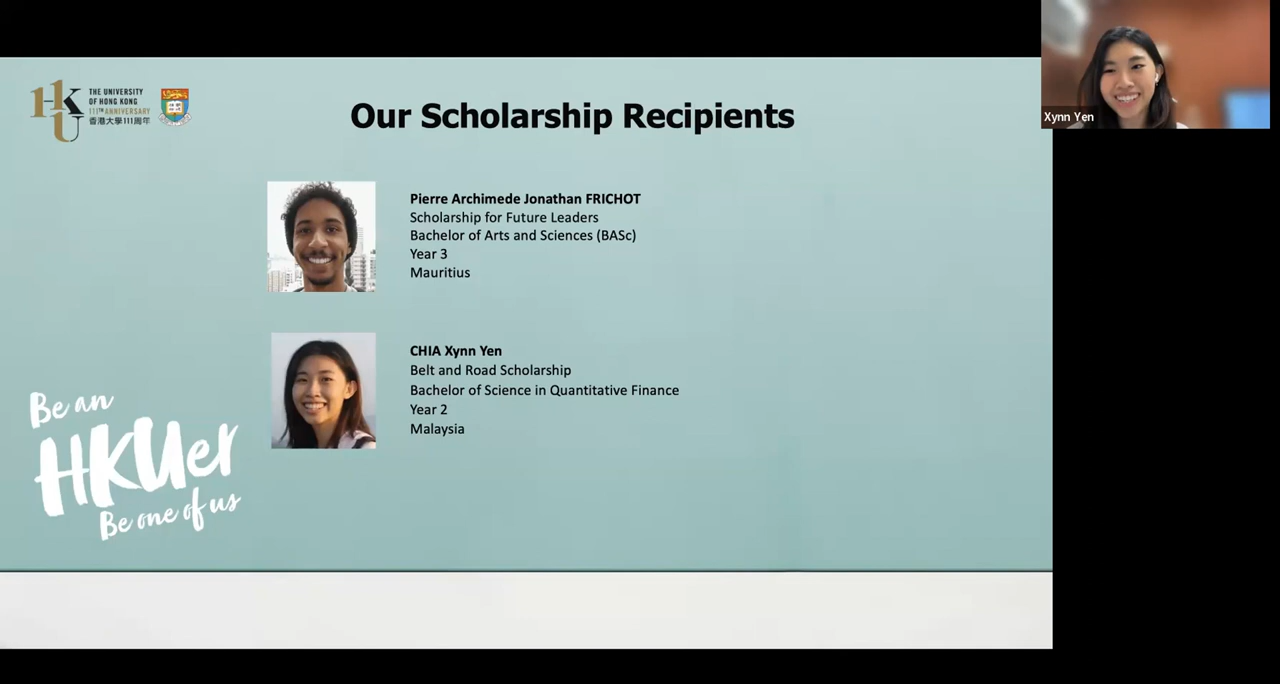 THE UNIVERSITY
OF HONG KONG
111TH ANNIVERSARY
香港大學111周年
Our Scholarship Recipients
Xynn Yen
Pierre Archimede Jonathan FRICHOT
Scholarship for Future Leaders
Bachelor of Arts and Sciences (BASc)
Year 3
Mauritius
CHIA Xynn Yen
Belt and Road Scholarship
Bachelor of Science in Quantitative Finance
Year 2
Malaysia
Be an
HKUer
Be one of us